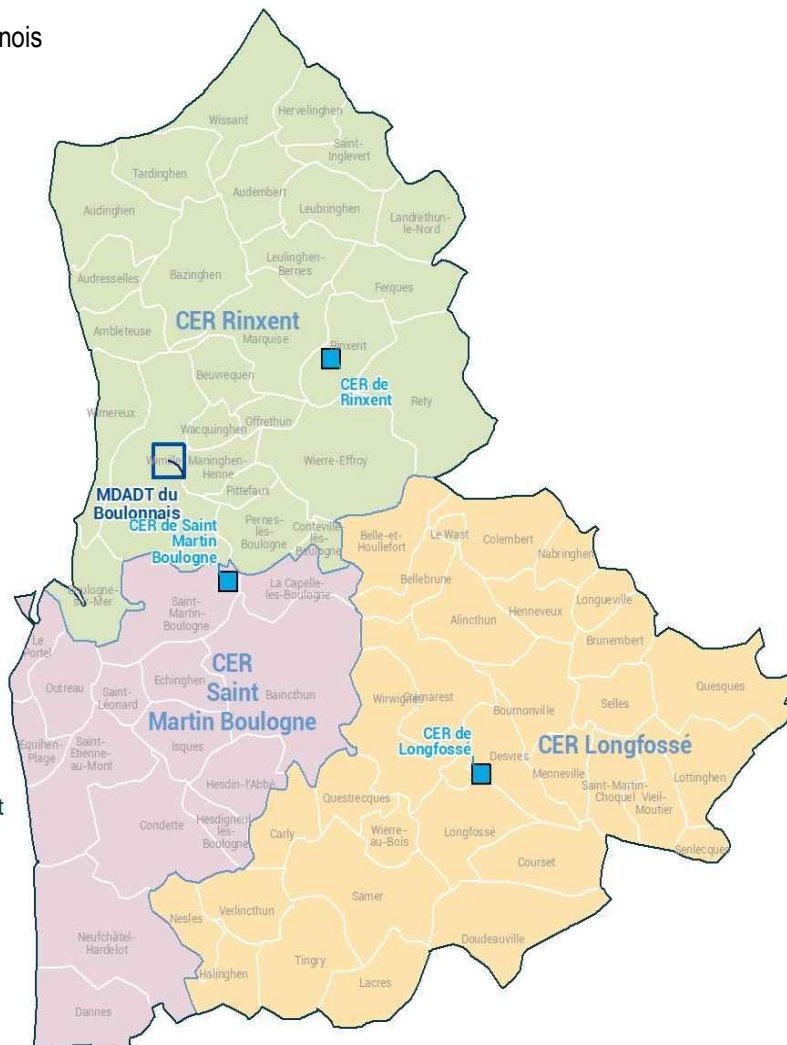 nois
Wissant
Hervelinghen
Saint-
Inglevert
Tardinghen
Audembert
Audinghen
Leubringhen
Landrethun-
le-Nord
Leulinghen-
Bernes
Audresselles
Bazinghen
Ferques
CER Rinxent
Ambleteuse
Marquise
Rinxent
Beuvrequen
CER de
Rinxent
Rety
Wimereux
Offrethun
Wacquinghen
Wimille
Maninghen-
Henne
Wierre-Effroy
Pittefaux
MDADT du
Boulonnais
Pernes-
lès-
Boulogne
Conteville-
lès-
Boulogne
CER de Saint
Martin
Boulogne
Belle-et-
Houllefort
Le Wast
Colembert
Nabringhen
Bellebrune
La Capelle-
lès-Boulogne
Boulogne-
sur-Mer
Saint-
Martin-
Boulogne
Longueville
Henneveux
Alincthun
Brunembert
Le
Portel
CER
Saint
Martin Boulogne
Echinghen
Outreau
Saint-
Léonard
Baincthun
Wirwignes
Crémarest
Quesques
Selles
Bournonville
CER de
Longfossé
CER Longfossé
Equihen-
Plage
Saint-
Etienne-
au-Mont
Isques
Desvres
Menneville
Saint-Martin-
Choquel
Vieil-
Moutier
Lottinghen
Hesdin-l'Abbé
Questrecques
t
Condette
Hesdigneul-
lès-
Boulogne
Carly
Wierre-
au-Bois
Longfossé
Senlecques
Courset
Samer
Nesles
Verlincthun
Neufchâtel-
Hardelot
Doudeauville
Tingry
Halinghen
Lacres
Dannes